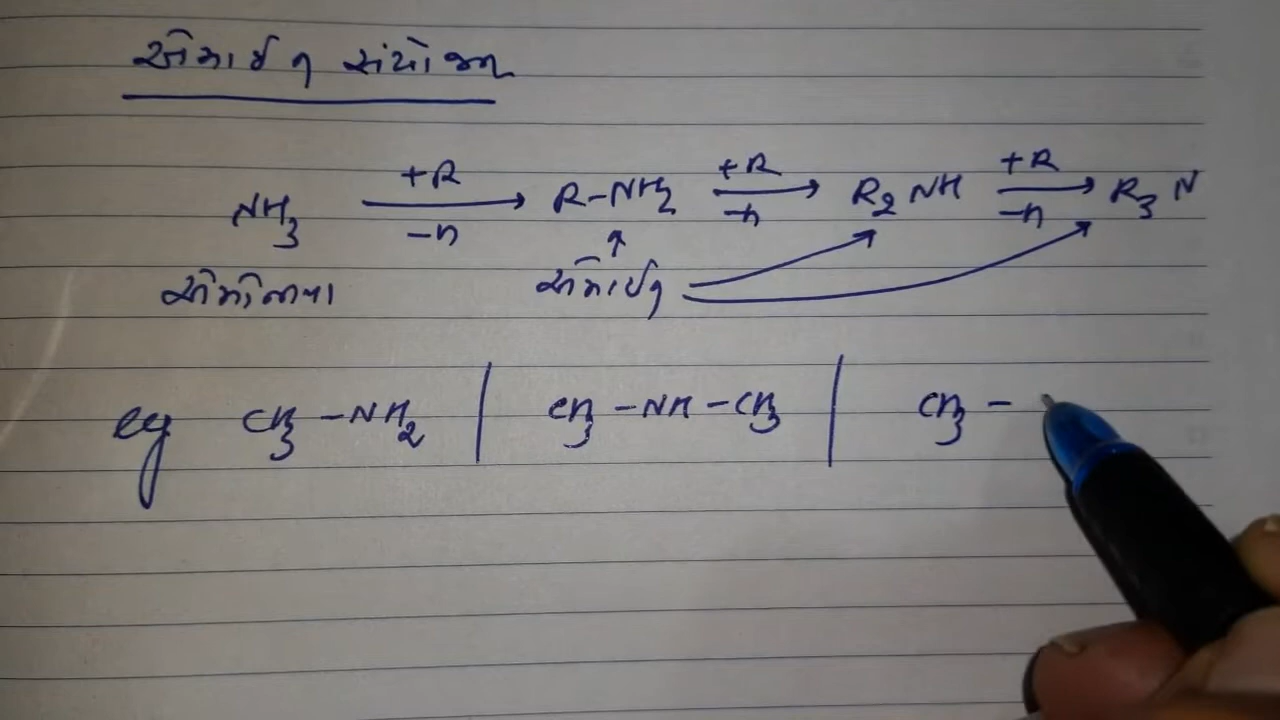 એમાઈન સંયોજન
NH3 +R −H → R−NH2 +R −H → R2NH +R −H → R3N
એમોનિયા એમાઈન ↑
eg CH3−NH2 | CH3−NH−CH3 | CH3−